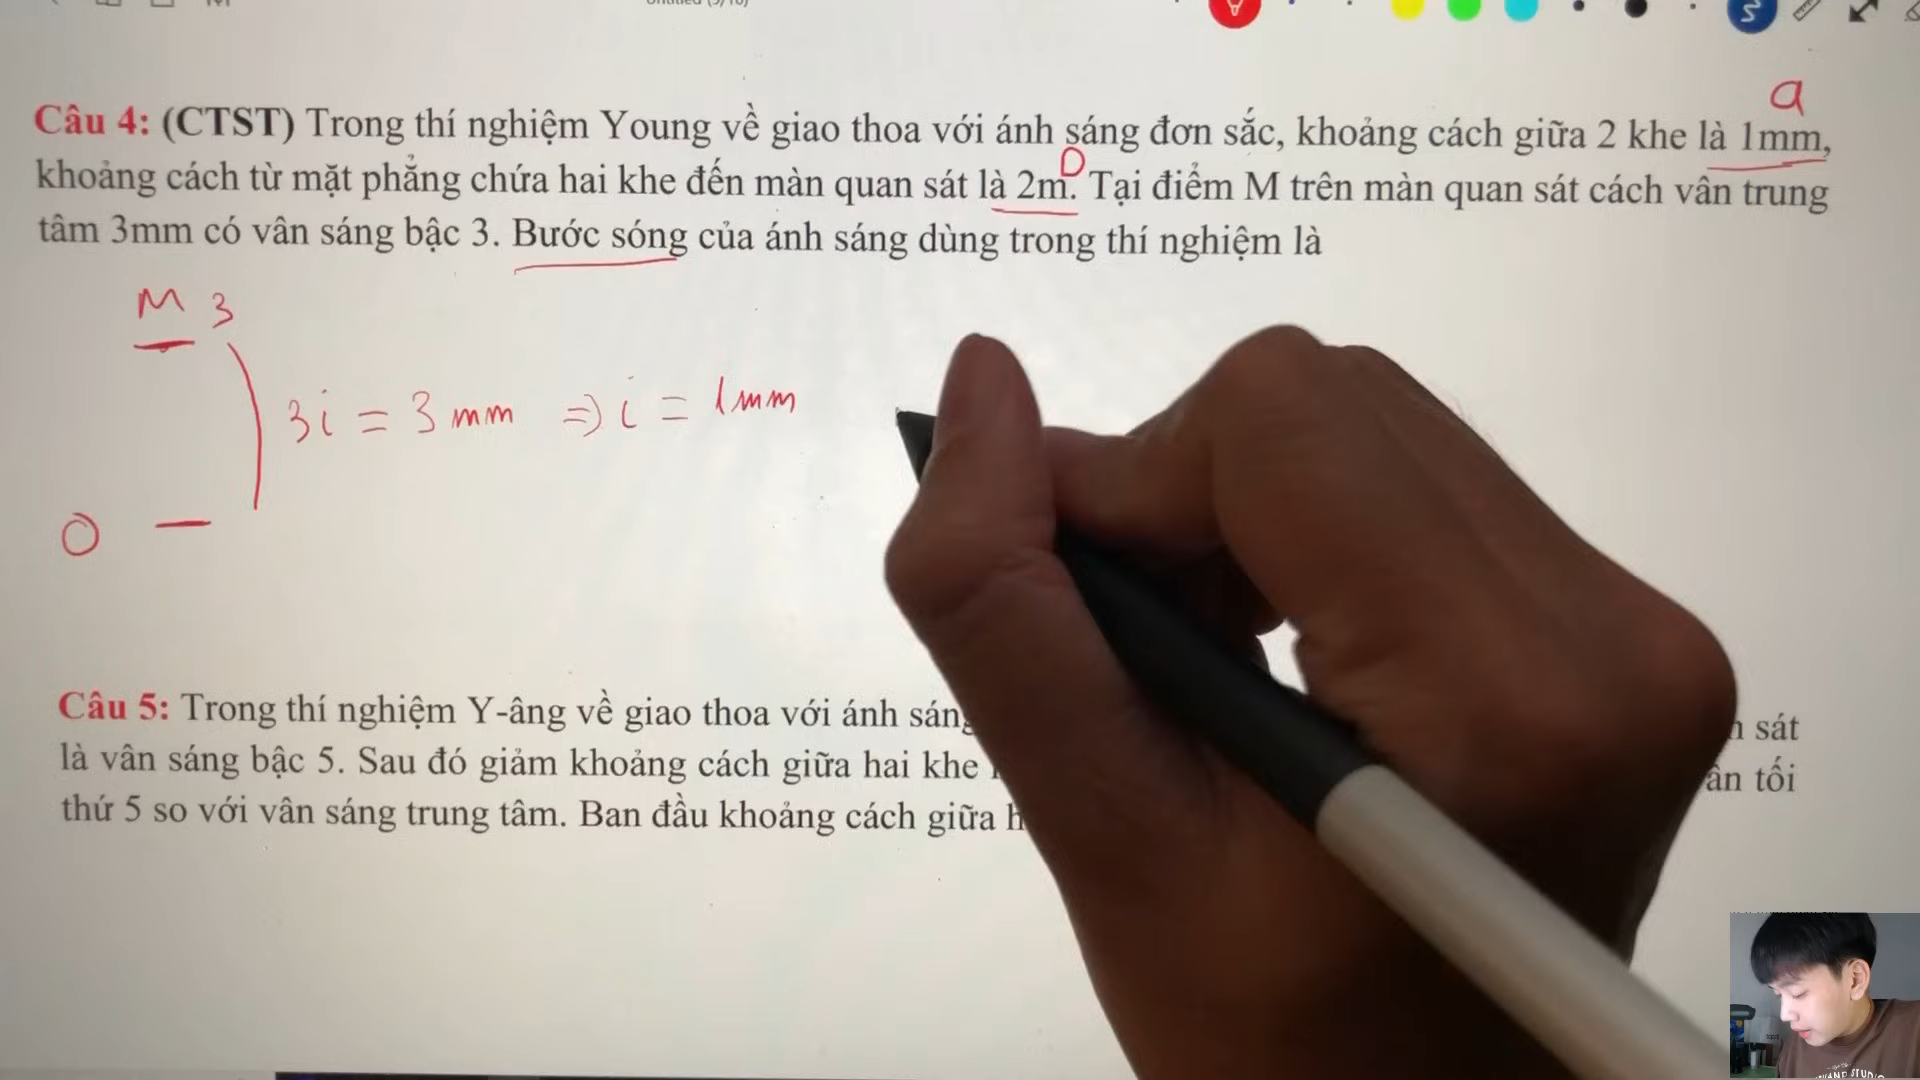 a
Câu 4: (CTST) Trong thí nghiệm Young về giao thoa với ánh sáng đơn sắc, khoảng cách giữa 2 khe là 1mm,
D
khoảng cách từ mặt phẳng chứa hai khe đến màn quan sát là 2m. Tại điểm M trên màn quan sát cách vân trung
tâm 3mm có vân sáng bậc 3. Bước sóng của ánh sáng dùng trong thí nghiệm là
M 3
3i = 3mm => i = 1mm
O
Câu 5: Trong thí nghiệm Y-âng về giao thoa với ánh sáng sát
là vân sáng bậc 5. Sau đó giảm khoảng cách giữa hai khe tối
thứ 5 so với vân sáng trung tâm. Ban đầu khoảng cách giữa